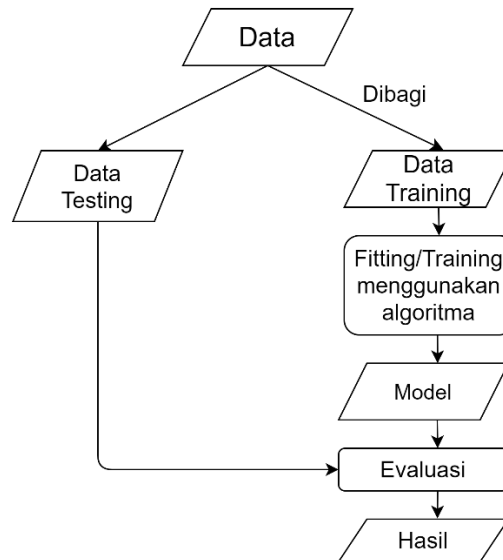 Data
Dibagi
Data
Testing
Data
Training
Fitting/Training
menggunakan
algoritma
Model
Evaluasi
Hasil